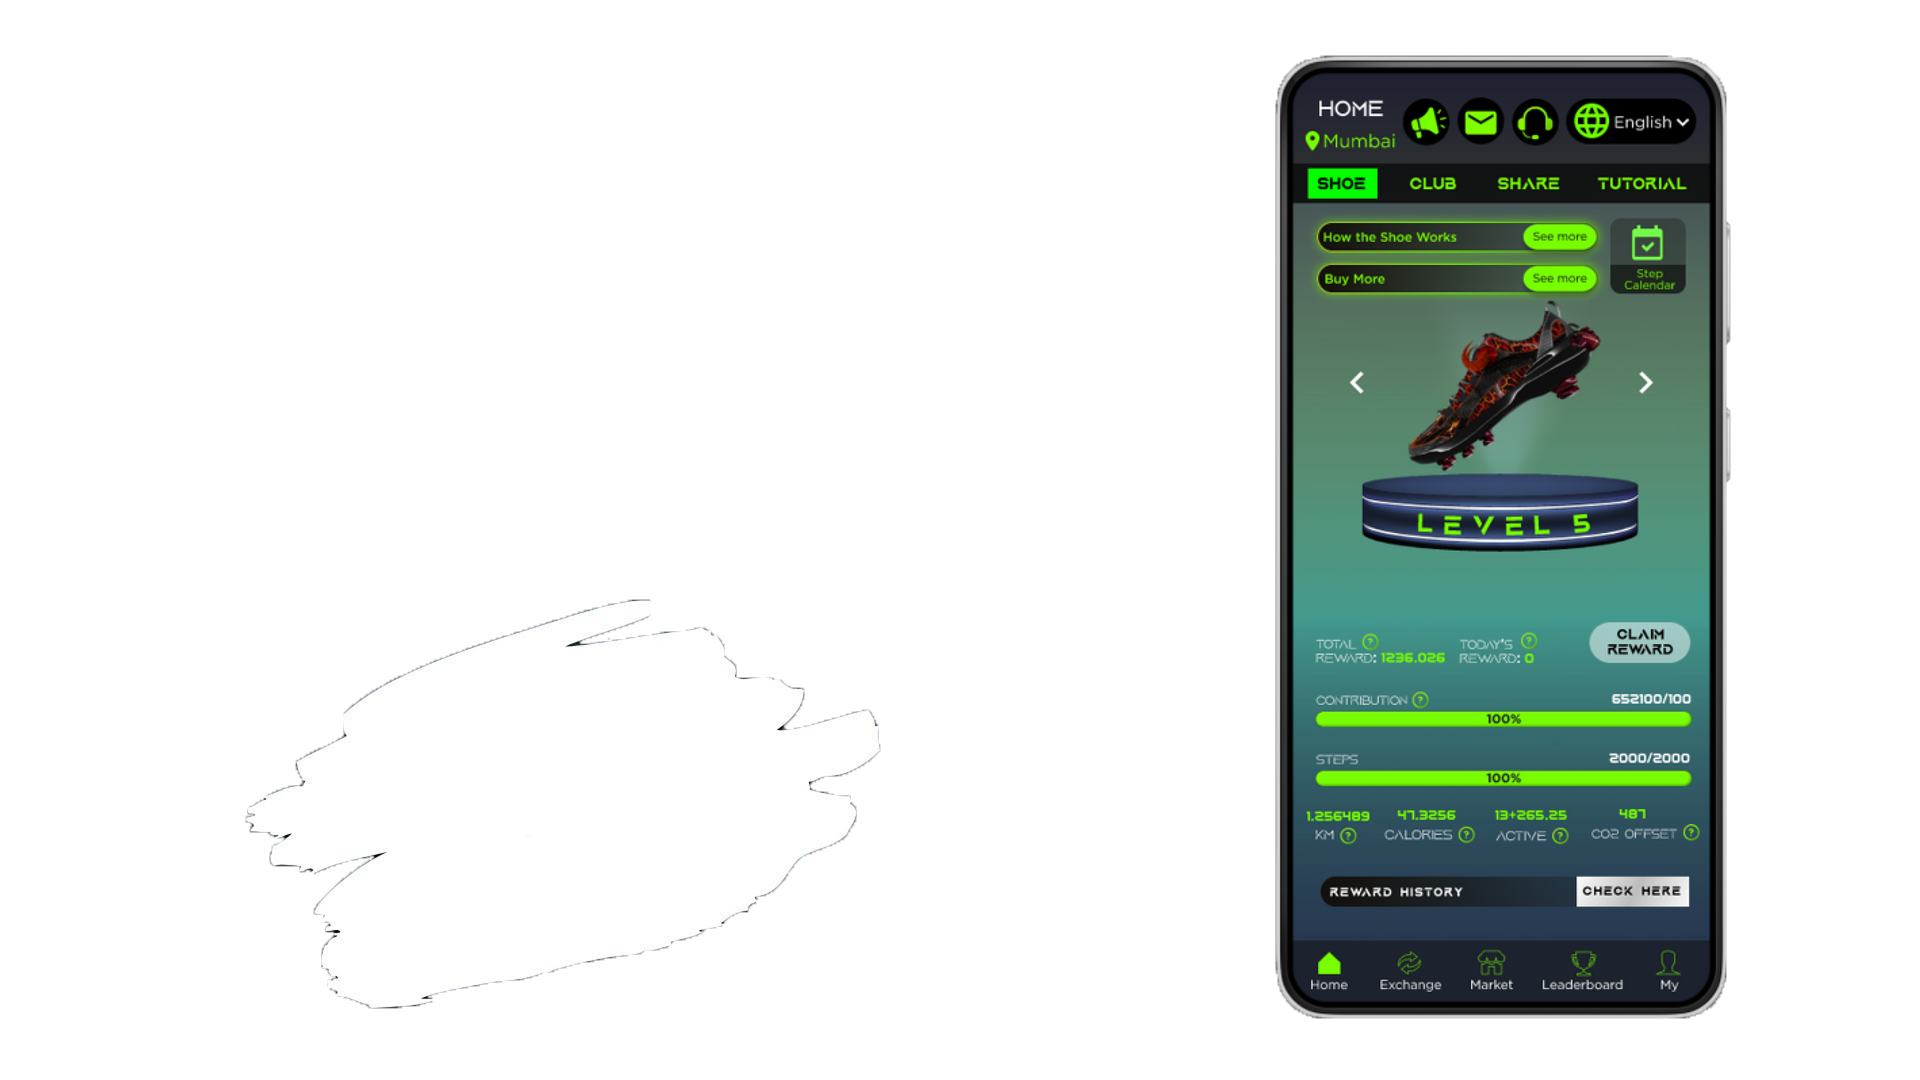 HOME
Mumbai
English
SHOE CLUB SHARE TUTORIAL
How the Shoe Works See more
Buy More See more
Step
Calendar
LEVEL 5
TOTAL
REWARD: 1236.026
TODAY'S
REWARD: 0
CLAIM
REWARD
CONTRIBUTION 652100/100
100%
STEPS 2000/2000
100%
1.256489 47.3256 13+265.25 487
KM CALORIES ACTIVE CO2 OFFSET
REWARD HISTORY CHECK HERE
Home Exchange Market Leaderboard My